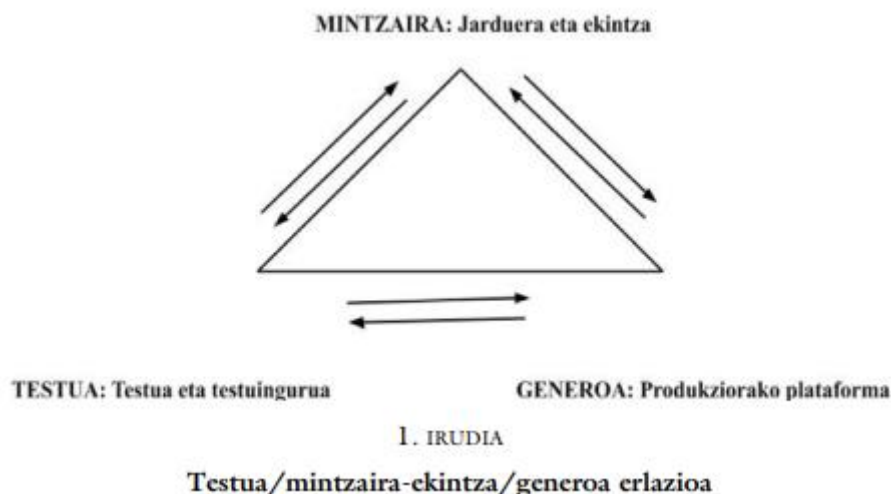 MINTZAIRA: Jarduera eta ekintza
TESTUA: Testua eta testuingurua
GENEROA: Produkziorako plataforma
1. IRUDIA
Testua/mintzaira-ekintza/generoa erlazioa